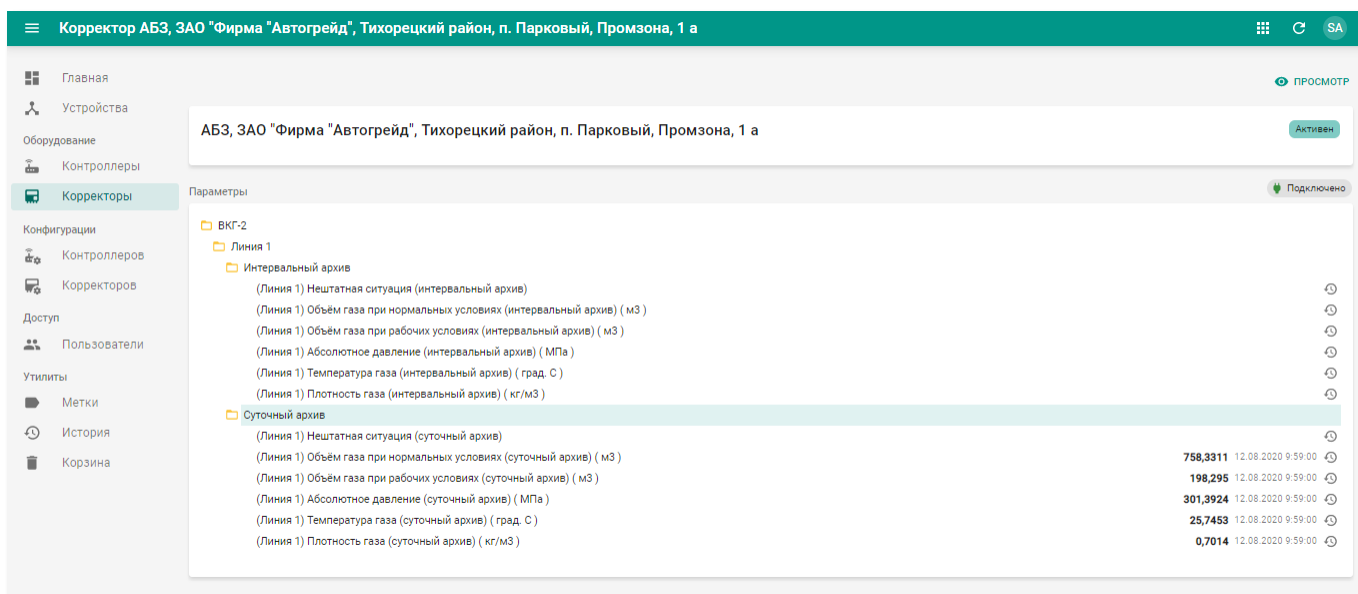 Корректор АБЗ, ЗАО "Фирма "Автогрейд", Тихорецкий район, п. Парковый, Промзона, 1 а
SA
Главная
Устройства
Оборудование
Контроллеры
Корректоры
Конфигурации
Контроллеров
Корректоров
Доступ
Пользователи
Утилиты
Метки
История
Корзина
ПРОСМОТР
АБЗ, ЗАО "Фирма "Автогрейд", Тихорецкий район, п. Парковый, Промзона, 1 а
Активен
Параметры
Подключено
ВКГ-2
Линия 1
Интервальный архив
(Линия 1) Нештатная ситуация (интервальный архив)
(Линия 1) Объём газа при нормальных условиях (интервальный архив) ( м3 )
(Линия 1) Объём газа при рабочих условиях (интервальный архив) ( м3 )
(Линия 1) Абсолютное давление (интервальный архив) ( МПа )
(Линия 1) Температура газа (интервальный архив) ( град. С )
(Линия 1) Плотность газа (интервальный архив) ( кг/м3 )
Суточный архив
(Линия 1) Нештатная ситуация (суточный архив)
(Линия 1) Объём газа при нормальных условиях (суточный архив) ( м3 ) 758,3311 12.08.2020 9:59:00
(Линия 1) Объём газа при рабочих условиях (суточный архив) ( м3 ) 198,295 12.08.2020 9:59:00
(Линия 1) Абсолютное давление (суточный архив) ( МПа ) 301,3924 12.08.2020 9:59:00
(Линия 1) Температура газа (суточный архив) ( град. С ) 25,7453 12.08.2020 9:59:00
(Линия 1) Плотность газа (суточный архив) ( кг/м3 ) 0,7014 12.08.2020 9:59:00